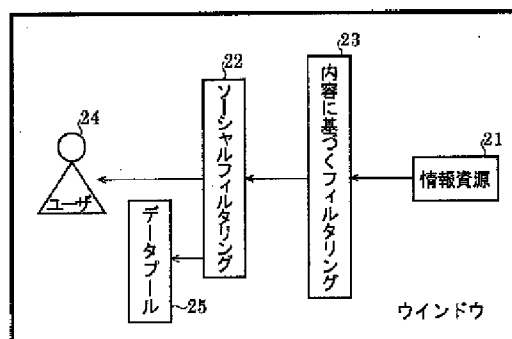 23
22
24
21
ソーシャルフィルタリング
内容に基づくフィルタリング
情報資源
ユーザ
データプール
25
ウインドウ